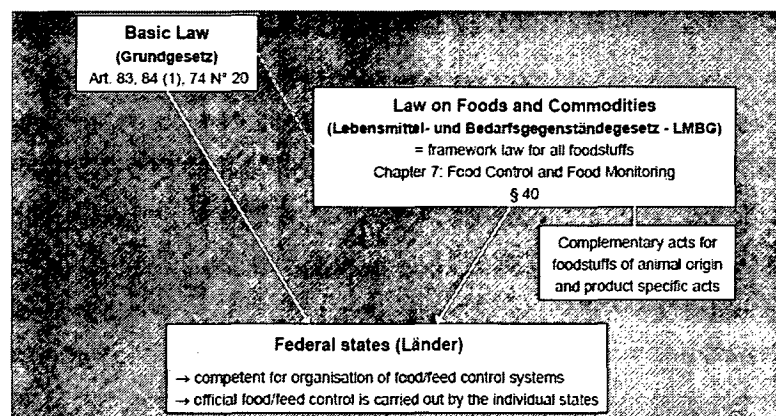 Basic Law
(Grundgesetz)
Art. 83, 84 (1), 74 N° 20
Law on Foods and Commodities
(Lebensmittel- und Bedarfsgegenständegesetz - LMBG)
= framework law for all foodstuffs
Chapter 7: Food Control and Food Monitoring
§ 40
Complementary acts for
foodstuffs of animal origin
and product specific acts
Federal states (Länder)
→ competent for organisation of food/feed control systems
→ official food/feed control is carried out by the individual states